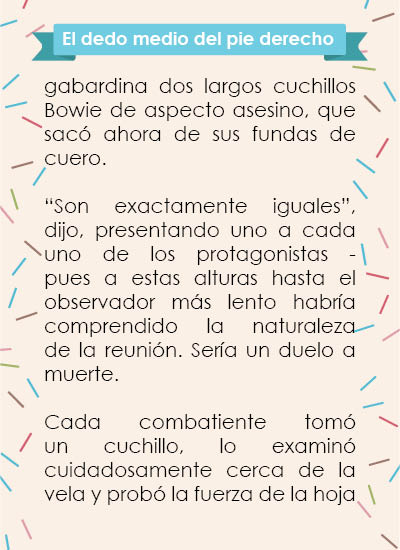 El dedo medio del pie derecho
gabardina dos largos cuchillos
Bowie de aspecto asesino, que
sacó ahora de sus fundas de
cuero.
“Son exactamente iguales”,
dijo, presentando uno a cada
uno de los protagonistas -
pues a estas alturas hasta el
observador más lento habría
comprendido la naturaleza
de la reunión. Sería un duelo a
muerte.
Cada combatiente tomó
un cuchillo, lo examinó
cuidadosamente cerca de la
vela y probó la fuerza de la hoja